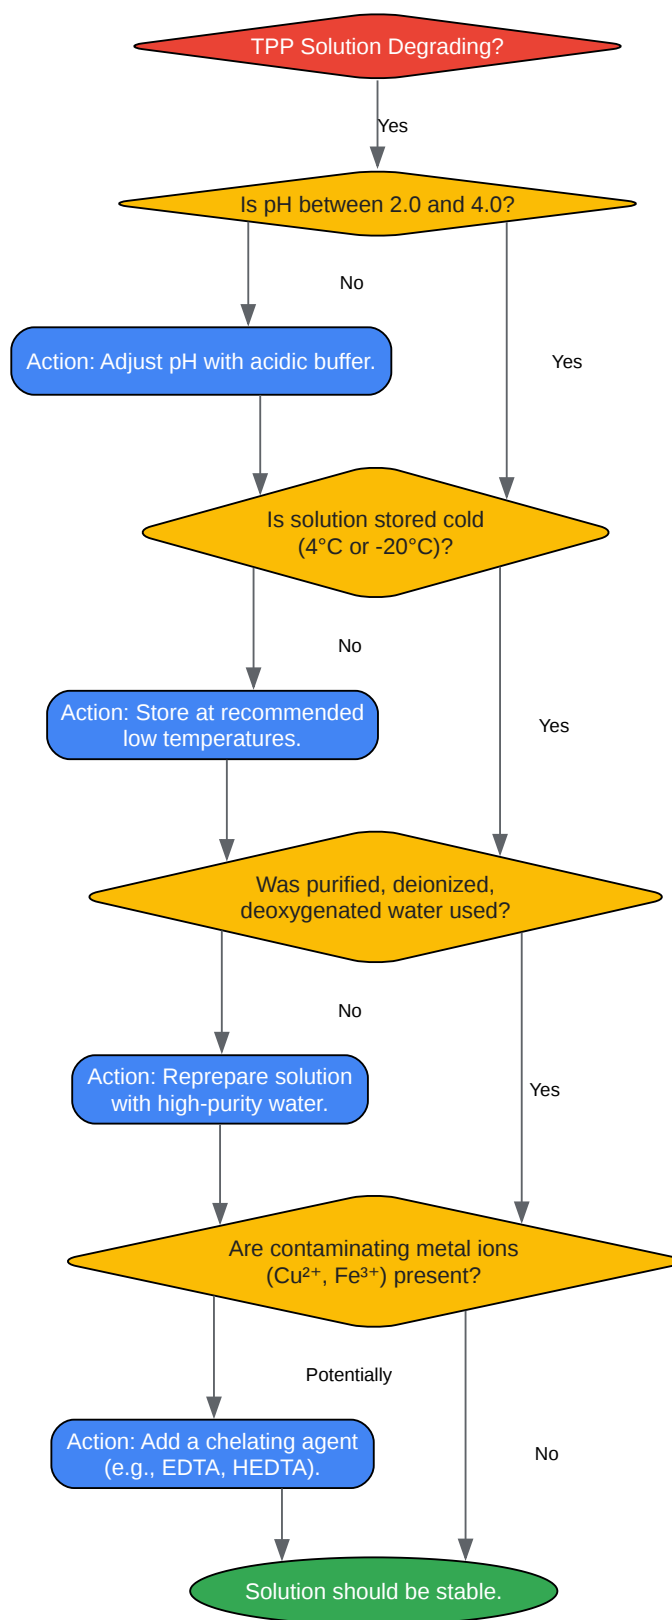 TPP Solution Degrading?
Yes
Is pH between 2.0 and 4.0?
No
Action: Adjust pH with acidic buffer.
Yes
Is solution stored cold
(4°C or -20°C)?
No
Action: Store at recommended
low temperatures.
Yes
Was purified, deionized,
deoxygenated water used?
No
Action: Reprepare solution
with high-purity water.
Yes
Are contaminating metal ions
(Cu²⁺, Fe³⁺) present?
Potentially
Action: Add a chelating agent
(e.g., EDTA, HEDTA).
No
Solution should be stable.